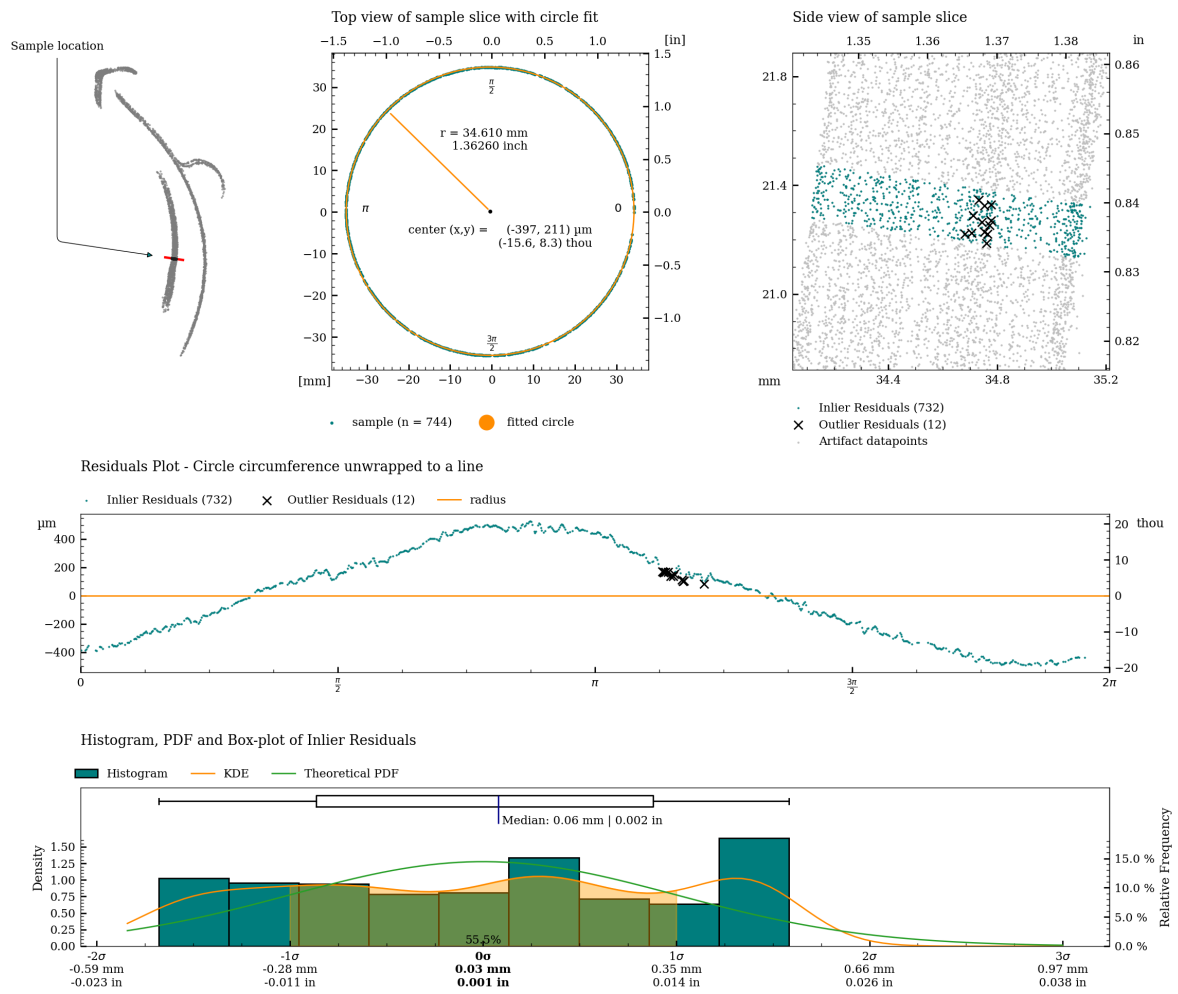 Sample location
Top view of sample slice with circle fit
−1.5 −1.0 −0.5 0.0 0.5 1.0 [in]
1.5
1.0
0.5
0.0
−0.5
−1.0
30
20
10
0
−10
−20
−30
π/2
r = 34.610 mm
1.36260 inch
π 0
center (x,y) = (-397, 211) µm
(-15.6, 8.3) thou
3π/2
[mm] −30 −20 −10 0 10 20 30
sample (n = 744) fitted circle
Side view of sample slice
1.35 1.36 1.37 1.38 in
21.8
21.4
21.0
0.86
0.85
0.84
0.83
0.82
mm 34.4 34.8 35.2
Inlier Residuals (732)
Outlier Residuals (12)
Artifact datapoints
Residuals Plot - Circle circumference unwrapped to a line
Inlier Residuals (732) Outlier Residuals (12) radius
µm
400
200
0
−200
−400
20 thou
10
0
−10
−20
0 π/2 π 3π/2 2π
Histogram, PDF and Box-plot of Inlier Residuals
Histogram KDE Theoretical PDF
Median: 0.06 mm | 0.002 in
Density
1.50
1.25
1.00
0.75
0.50
0.25
0.00
Relative Frequency
15.0 %
10.0 %
5.0 %
0.0 %
55.5%
-2σ -1σ 0σ 1σ 2σ 3σ
-0.59 mm -0.28 mm 0.03 mm 0.35 mm 0.66 mm 0.97 mm
-0.023 in -0.011 in 0.001 in 0.014 in 0.026 in 0.038 in